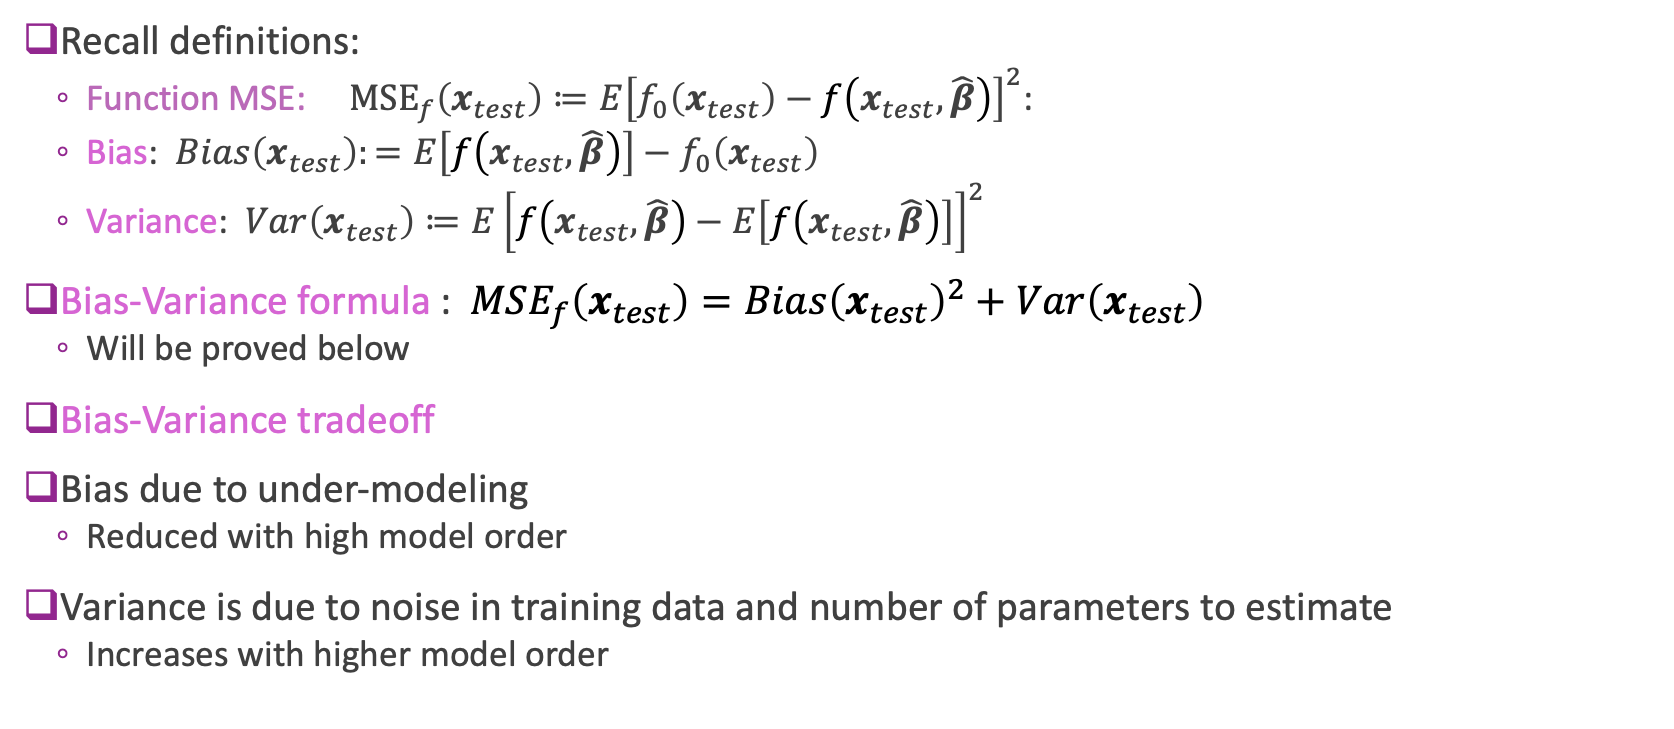 ❑Recall definitions:
◦ Function MSE: MSE_f(𝒙_test) ≔ E[f₀(𝒙_test) − f(𝒙_test, 𝜷̂)]²:
◦ Bias: Bias(𝒙_test): = E[f(𝒙_test, 𝜷̂)] − f₀(𝒙_test)
◦ Variance: Var(𝒙_test) ≔ E[f(𝒙_test, 𝜷̂) − E[f(𝒙_test, 𝜷̂)]]²
❑Bias-Variance formula : MSE_f(𝒙_test) = Bias(𝒙_test)² + Var(𝒙_test)
◦ Will be proved below
❑Bias-Variance tradeoff
❑Bias due to under-modeling
◦ Reduced with high model order
❑Variance is due to noise in training data and number of parameters to estimate
◦ Increases with higher model order